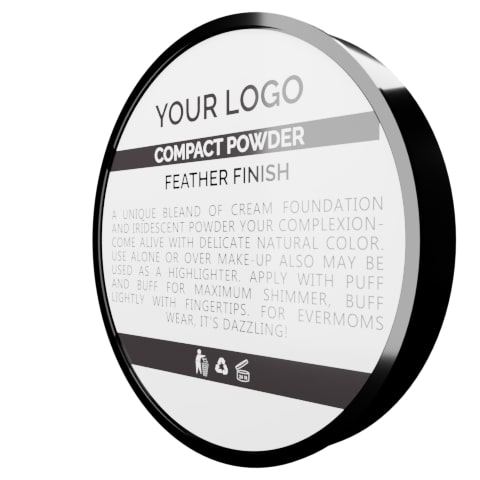 YOUR LOGO
COMPACT POWDER
FEATHER FINISH
A UNIQUE BLEAND OF CREAM FOUNDATION
AND IRIDESCENT POWDER YOUR COMPLEXION-
COME ALIVE WITH DELICATE NATURAL COLOR.
USE ALONE OR OVER MAKE-UP ALSO MAY BE
USED AS A HIGHLIGHTER. APPLY WITH PUFF
AND BUFF FOR MAXIMUM SHIMMER, BUFF
LIGHTLY WITH FINGERTIPS. FOR EVERMOMS
WEAR, IT'S DAZZLING!